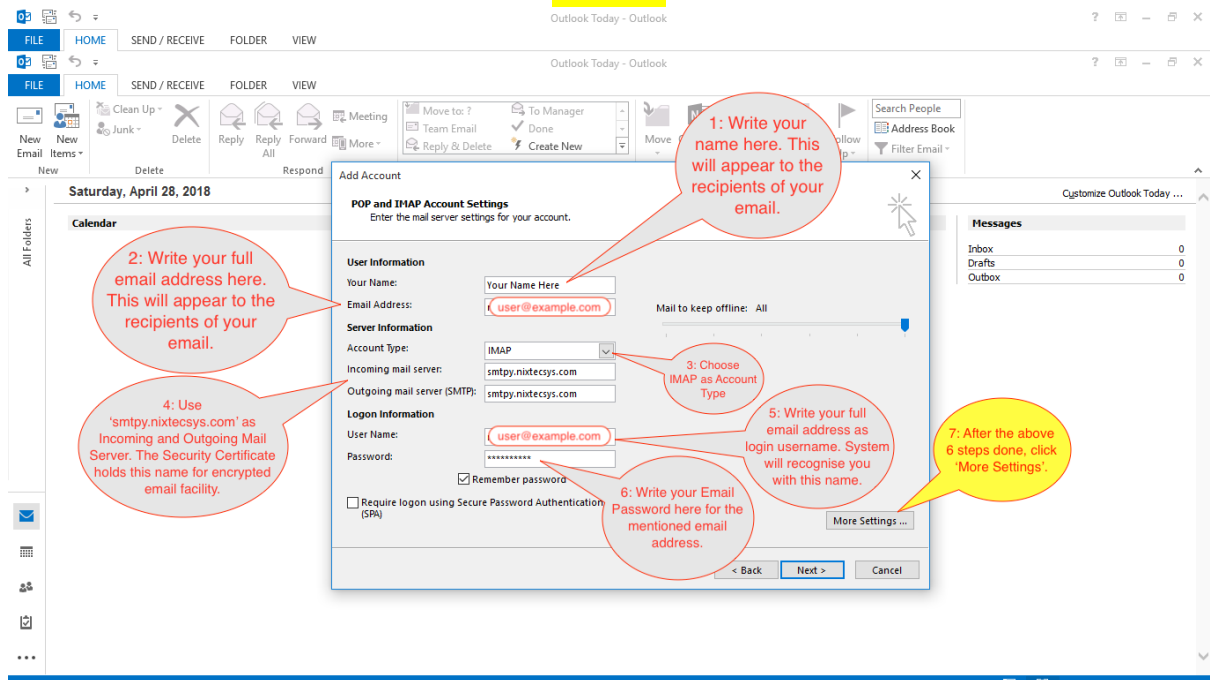 Outlook Today - Outlook
FILE HOME SEND / RECEIVE FOLDER VIEW
Outlook Today - Outlook
FILE HOME SEND / RECEIVE FOLDER VIEW
New Email
New Items
Clean Up
Junk
Delete
Reply
Reply All
Forward
Meeting
More
Move to: ?
Team Email
Reply & Delete
To Manager
Done
Create New
Move
Search People
Address Book
Filter Email
New
Delete
Respond
Saturday, April 28, 2018
Customize Outlook Today ...
All Folders
Calendar
Messages
Inbox 0
Drafts 0
Outbox 0
Add Account
POP and IMAP Account Settings
Enter the mail server settings for your account.
User Information
Your Name: Your Name Here
Email Address: user@example.com
Mail to keep offline: All
Server Information
Account Type: IMAP
Incoming mail server: smtpy.nixtecsys.com
Outgoing mail server (SMTP): smtpy.nixtecsys.com
Logon Information
User Name: user@example.com
Password: **********
Remember password
Require logon using Secure Password Authentication
(SPA)
More Settings ...
< Back
Next >
Cancel
1: Write your
name here. This
will appear to the
recipients of your
email.
2: Write your full
email address here.
This will appear to the
recipients of your
email.
3: Choose
IMAP as Account
Type
4: Use
'smtpy.nixtecsys.com' as
Incoming and Outgoing Mail
Server. The Security Certificate
holds this name for encrypted
email facility.
5: Write your full
email address as
login username. System
will recognise you
with this name.
6: Write your Email
Password here for the
mentioned email
address.
7: After the above
6 steps done, click
'More Settings'.